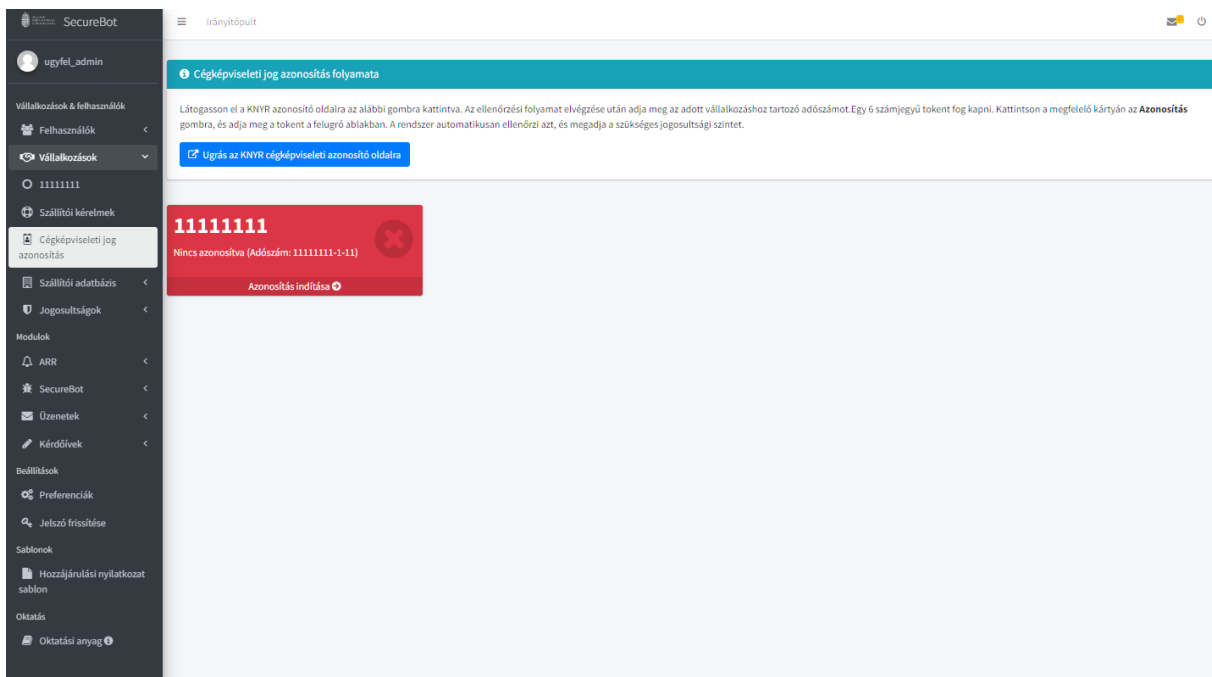 SecureBot
Irányítópult
ugyfel_admin
Vállalkozások & felhasználók
Felhasználók
Vállalkozások
11111111
Szállítói kérelmek
Cégképviseleti jog
azonosítás
Szállítói adatbázis
Jogosultságok
Modulok
ARR
SecureBot
Üzenetek
Kérdőívek
Beállítások
Preferenciák
Jelszó frissítése
Sablonok
Hozzájárulási nyilatkozat
sablon
Oktatás
Oktatási anyag
Cégképviseleti jog azonosítás folyamata
Látogasson el a KNYR azonosító oldalra az alábbi gombra kattintva. Az ellenőrzési folyamat elvégzése után adja meg az adott vállalkozáshoz tartozó adószámot.Egy 6 számjegyű tokent fog kapni. Kattintson a megfelelő kártyán az Azonosítás
gombra, és adja meg a tokent a felugró ablakban. A rendszer automatikusan ellenőrzi azt, és megadja a szükséges jogosultsági szintet.
Ugrás az KNYR cégképviseleti azonosító oldalra
11111111
Nincs azonosítva (Adószám: 11111111-1-11)
Azonosítás indítása